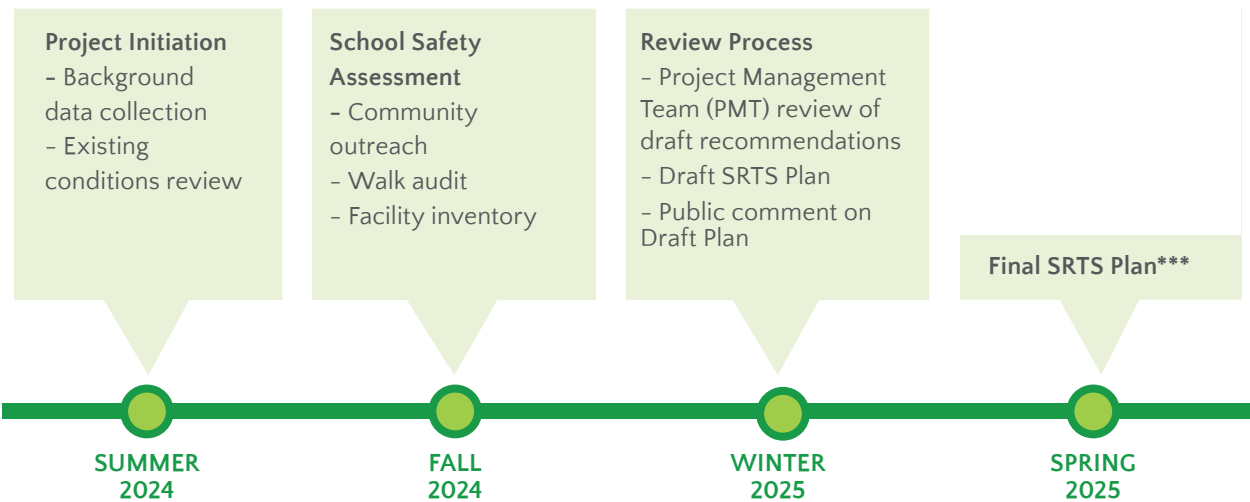 Project Initiation
- Background
data collection
- Existing
conditions review
School Safety
Assessment
- Community
outreach
- Walk audit
- Facility inventory
Review Process
- Project Management
Team (PMT) review of
draft recommendations
- Draft SRTS Plan
- Public comment on
Draft Plan
Final SRTS Plan***
SUMMER
2024
FALL
2024
WINTER
2025
SPRING
2025